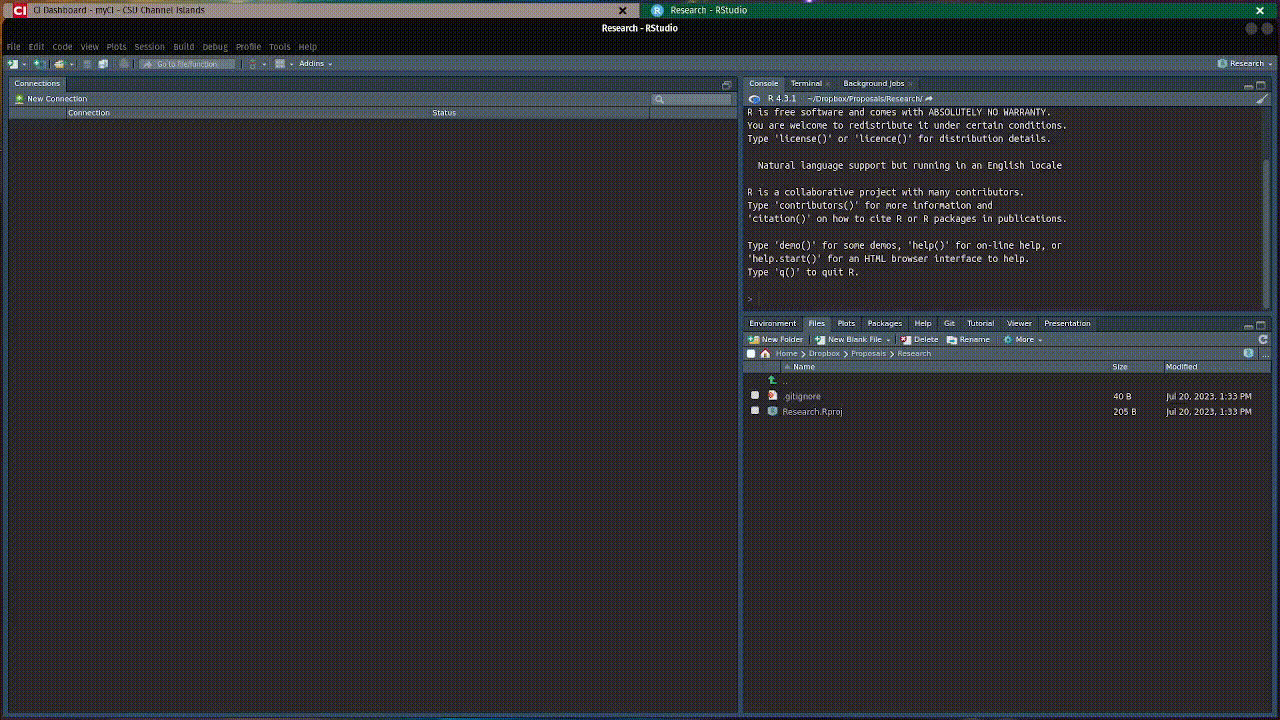 CI CI Dashboard - myCI - CSU Channel Islands
R Research - RStudio
Research - RStudio
File Edit Code View Plots Session Build Debug Profile Tools Help
Go to file/function Addins Research
Connections
New Connection
Connection Status
Console Terminal Background Jobs
R 4.3.1 · ~/Dropbox/Proposals/Research/
R is free software and comes with ABSOLUTELY NO WARRANTY.
You are welcome to redistribute it under certain conditions.
Type 'license()' or 'licence()' for distribution details.
Natural language support but running in an English locale
R is a collaborative project with many contributors.
Type 'contributors()' for more information and
'citation()' on how to cite R or R packages in publications.
Type 'demo()' for some demos, 'help()' for on-line help, or
'help.start()' for an HTML browser interface to help.
Type 'q()' to quit R.
>
Environment Files Plots Packages Help Git Tutorial Viewer Presentation
New Folder New Blank File Delete Rename More
Home Dropbox Proposals Research ...
Name Size Modified
..
.gitignore 40 B Jul 20, 2023, 1:33 PM
Research.Rproj 205 B Jul 20, 2023, 1:33 PM